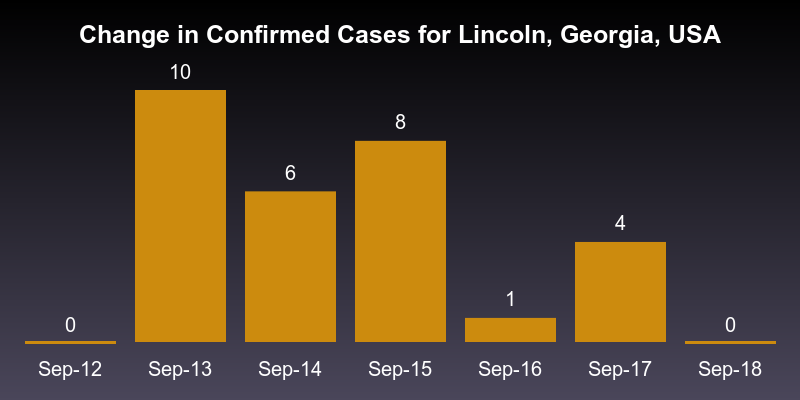 Change in Confirmed Cases for Lincoln, Georgia, USA
0 10 6 8 1 4 0
Sep-12 Sep-13 Sep-14 Sep-15 Sep-16 Sep-17 Sep-18